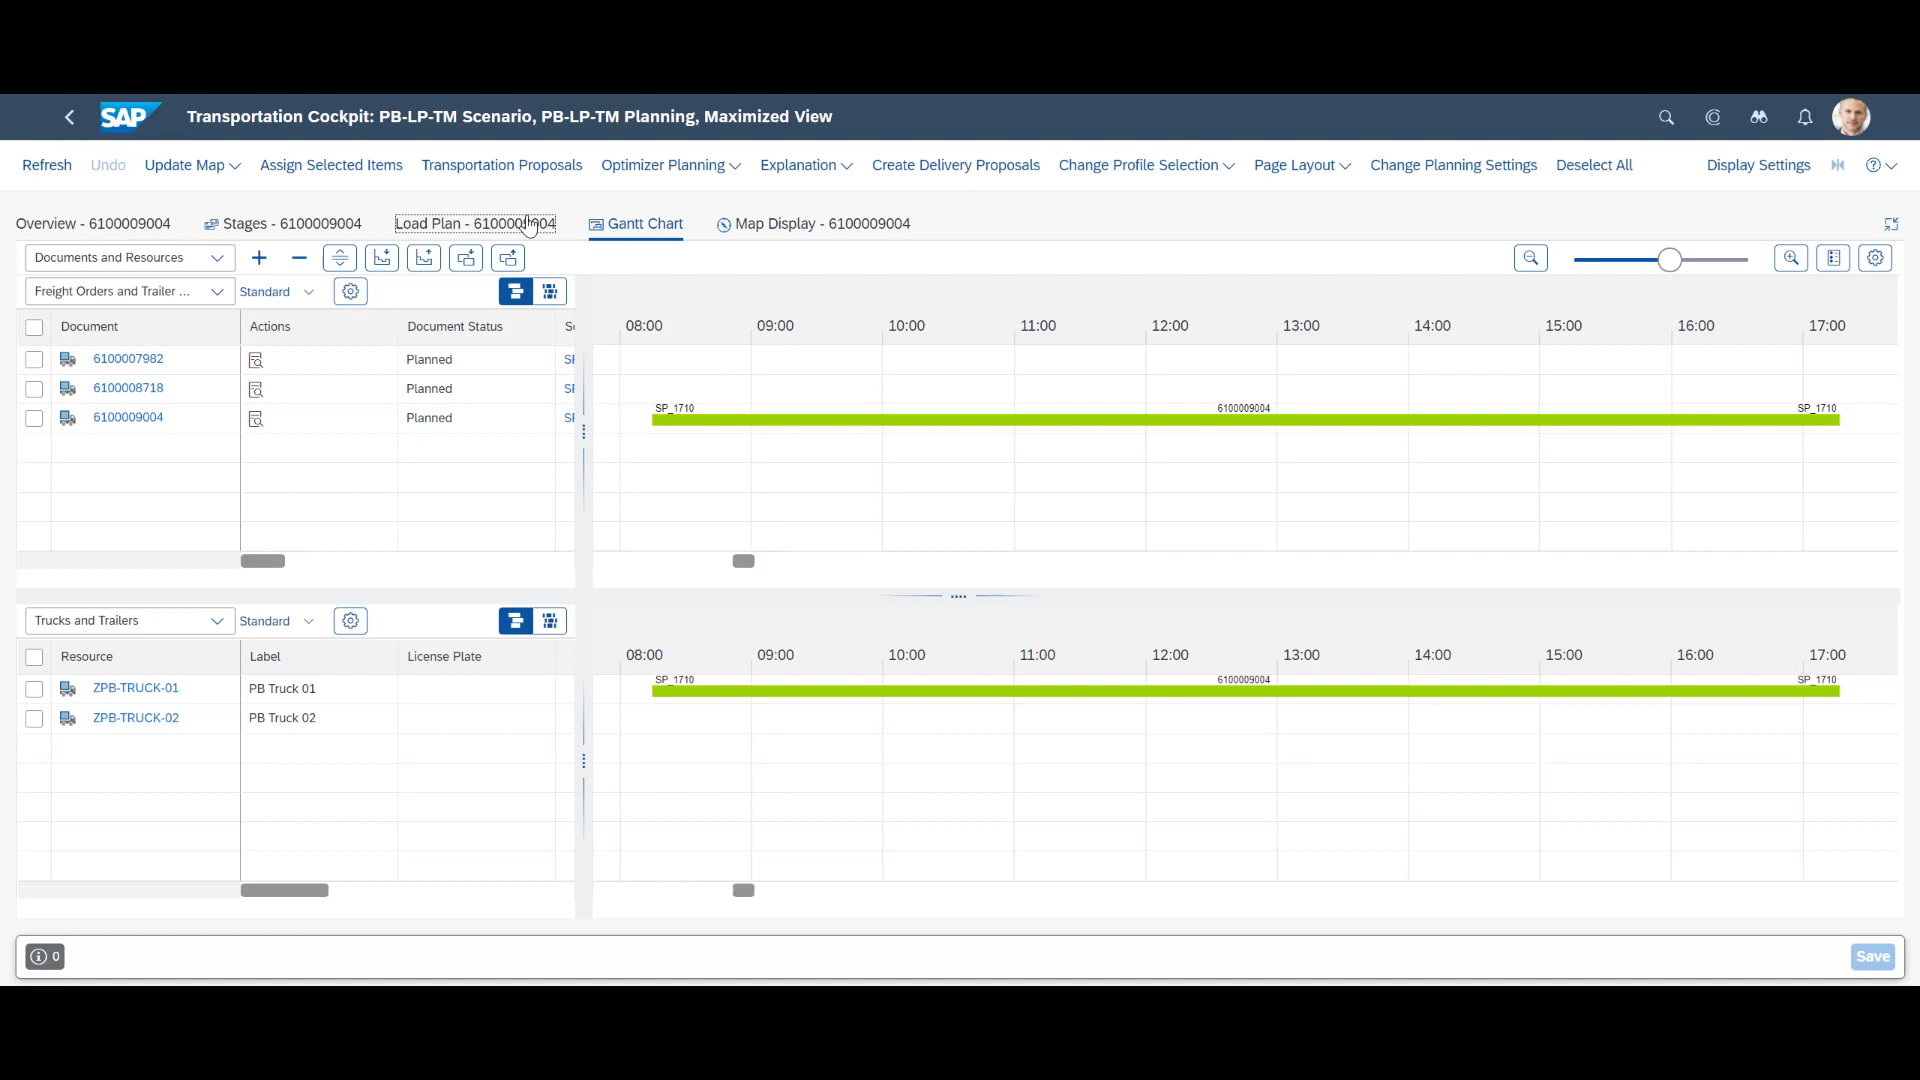 SAP Transportation Cockpit: PB-LP-TM Scenario, PB-LP-TM Planning, Maximized View
Refresh Undo Update Map Assign Selected Items Transportation Proposals Optimizer Planning Explanation Create Delivery Proposals Change Profile Selection Page Layout Change Planning Settings Deselect All Display Settings
Overview - 6100009004 Stages - 6100009004 Load Plan - 6100009004 Gantt Chart Map Display - 6100009004
Documents and Resources
Freight Orders and Trailer ... Standard
Document Actions Document Status 08:00 09:00 10:00 11:00 12:00 13:00 14:00 15:00 16:00 17:00
6100007982 Planned
6100008718 Planned
SP_1710 6100009004 SP_1710
6100009004 Planned
Trucks and Trailers Standard
Resource Label License Plate 08:00 09:00 10:00 11:00 12:00 13:00 14:00 15:00 16:00 17:00
SP_1710 6100009004 SP_1710
ZPB-TRUCK-01 PB Truck 01
ZPB-TRUCK-02 PB Truck 02
0 Save